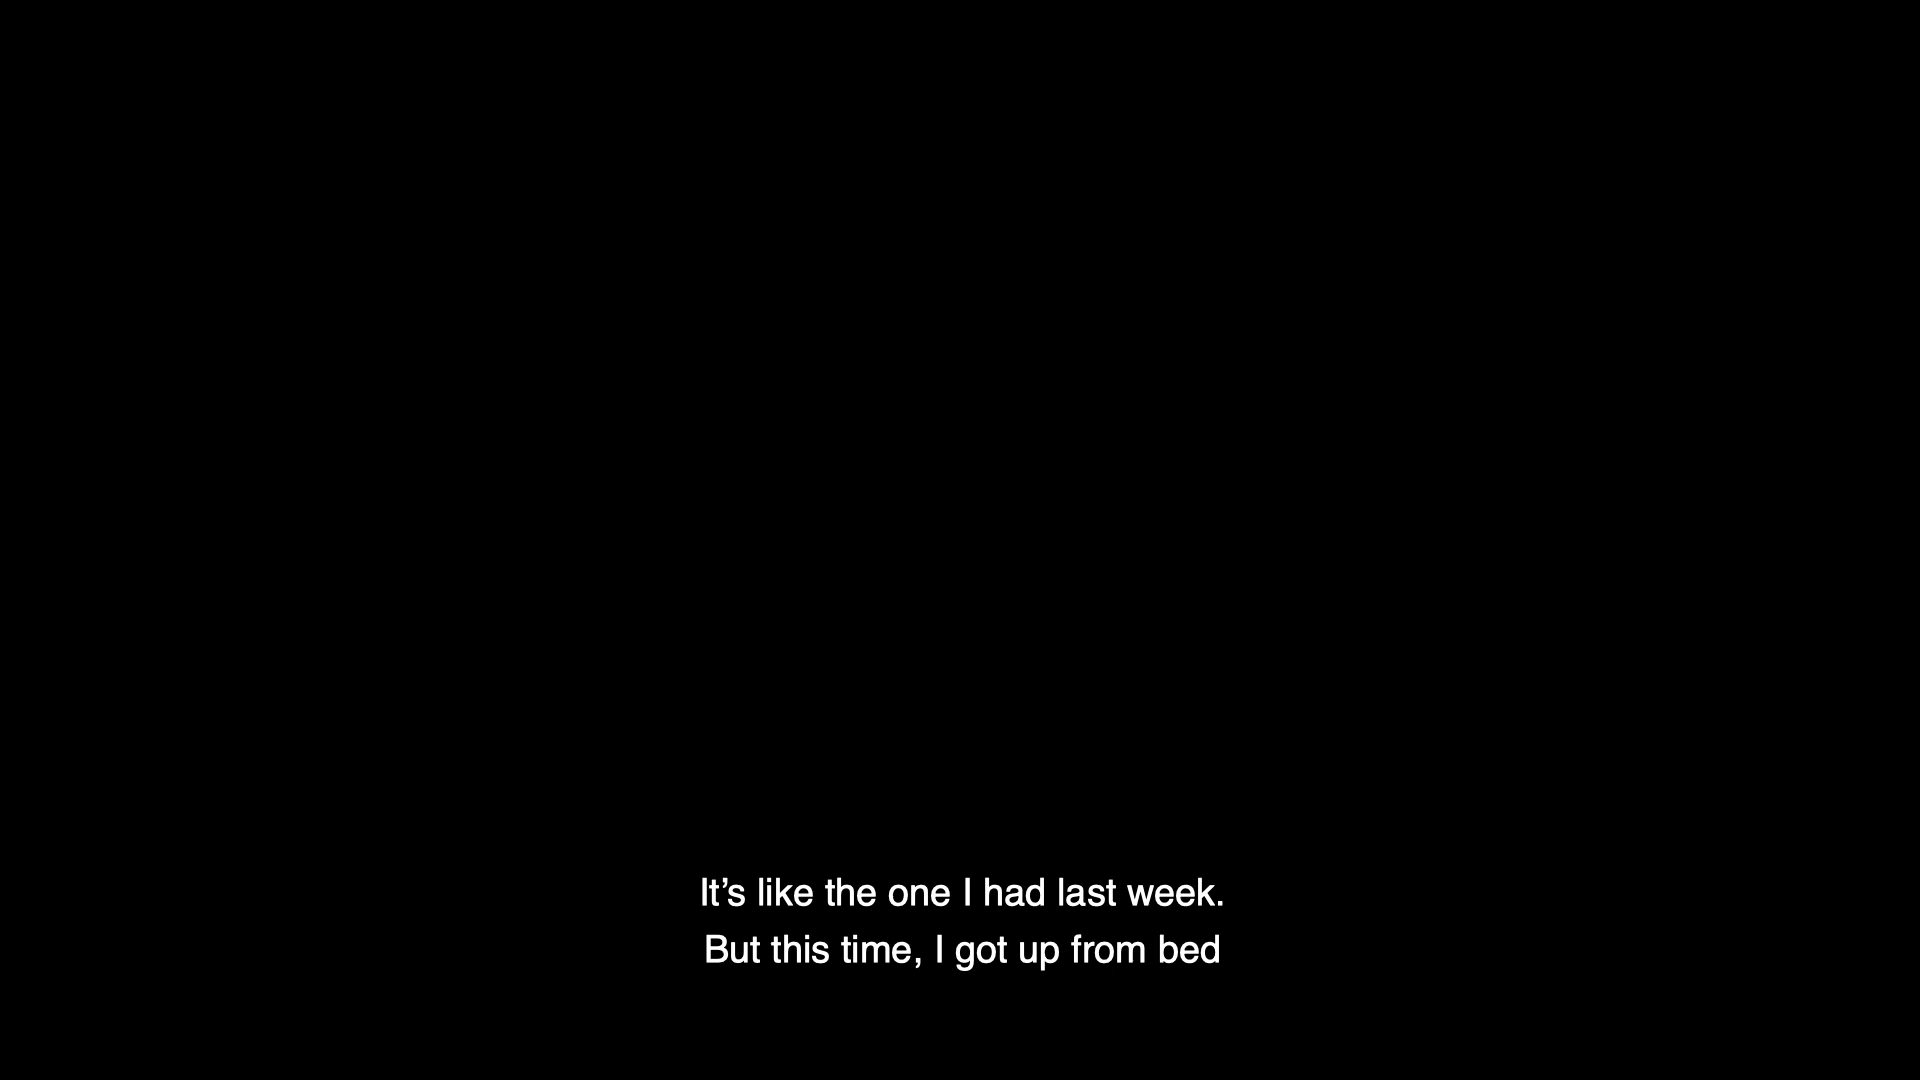 It’s like the one I had last week.
But this time, I got up from bed